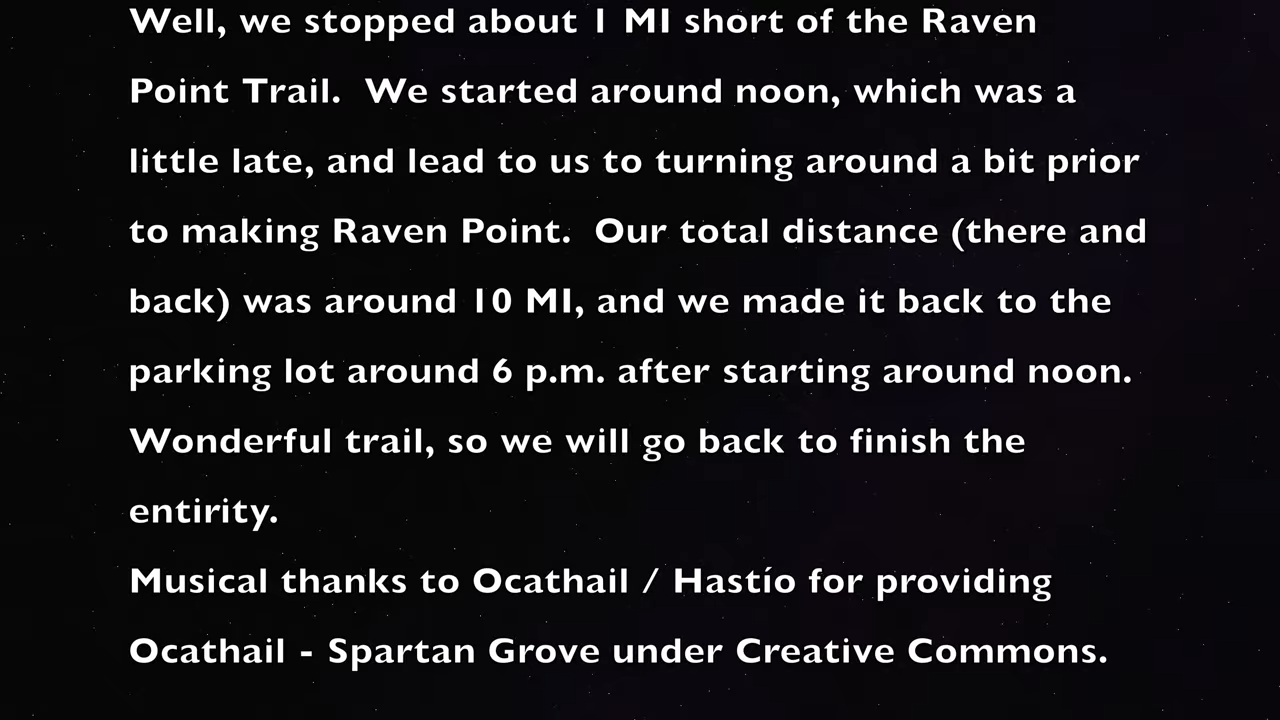 Well, we stopped about 1 MI short of the Raven
Point Trail.  We started around noon, which was a
little late, and lead to us to turning around a bit prior
to making Raven Point.  Our total distance (there and
back) was around 10 MI, and we made it back to the
parking lot around 6 p.m. after starting around noon.
Wonderful trail, so we will go back to finish the
entirity.
Musical thanks to Ocathail / Hastío for providing
Ocathail - Spartan Grove under Creative Commons.